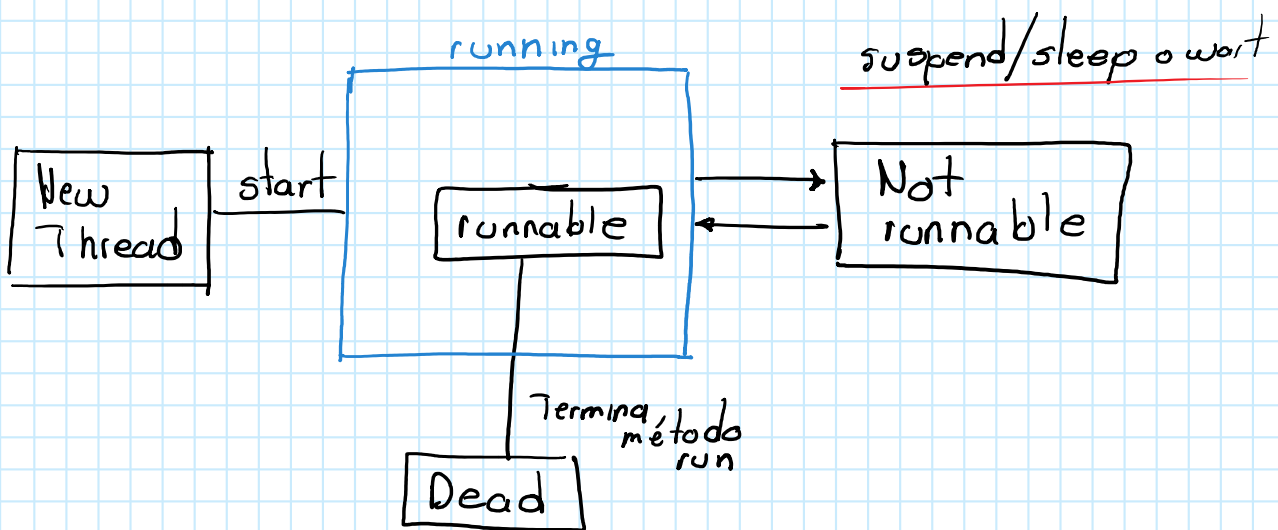 running
suspend/sleep o wait
New
Thread
start
runnable
Not
runnable
Termina
método
run
Dead